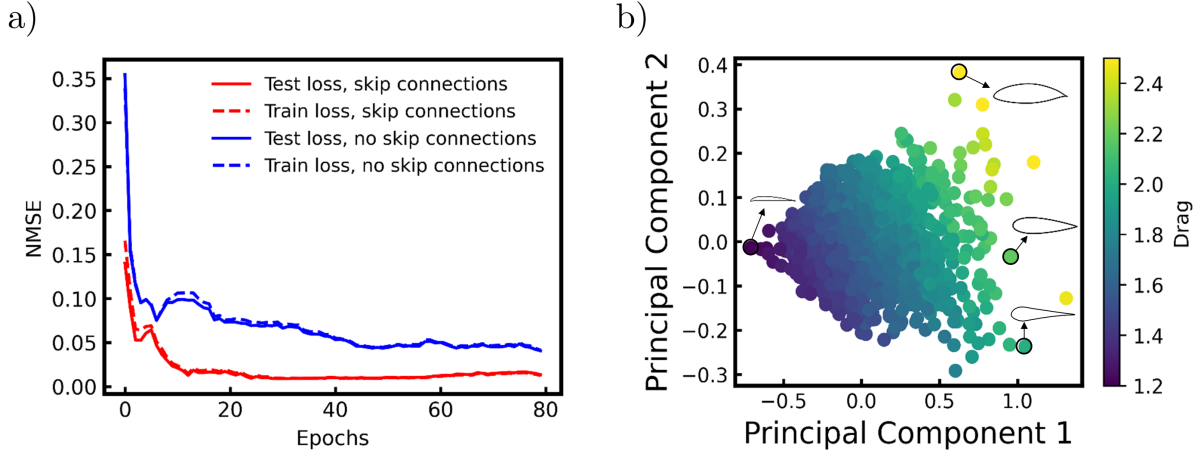 a)
0.35
0.30
0.25
0.20
0.15
0.10
0.05
0.00
NMSE
0
20
40
60
80
Epochs
Test loss, skip connections
Train loss, skip connections
Test loss, no skip connections
Train loss, no skip connections
b)
0.4
0.3
0.2
0.1
0.0
−0.1
−0.2
−0.3
Principal Component 2
−0.5
0.0
0.5
1.0
Principal Component 1
2.4
2.2
2.0
1.8
1.6
1.4
1.2
Drag